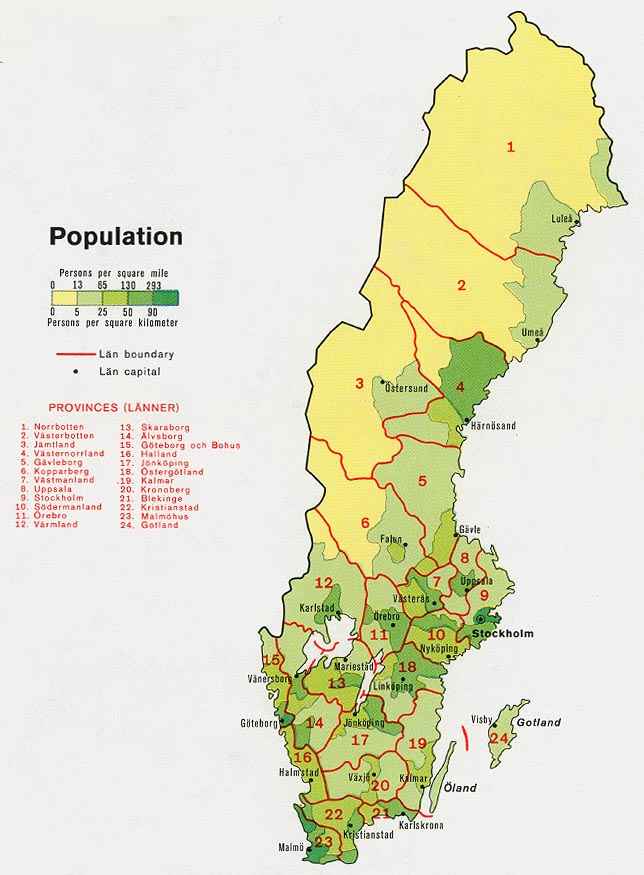 Population
Persons per square mile
0 13 65 130 293
0 5 25 50 90
Persons per square kilometer
Län boundary
Län capital
PROVINCES (LÄNNER)
1. Norrbotten
2. Västerbotten
3. Jämtland
4. Västernorrland
5. Gävleborg
6. Kopparberg
7. Västmanland
8. Uppsala
9. Stockholm
10. Södermanland
11. Örebro
12. Värmland
13. Skaraborg
14. Älvsborg
15. Göteborg och Bohus
16. Halland
17. Jönköping
18. Östergötland
19. Kalmar
20. Kronoberg
21. Blekinge
22. Kristianstad
23. Malmöhus
24. Gotland
1
Luleå
2
Umeå
3
Östersund
4
Härnösand
5
6
Falun
Gävle
8
12
7
Uppsala
9
Västerås
Karlstad
Örebro
11
10
Stockholm
Nyköping
15
Mariestad
18
Vänersborg
13
Linköping
Göteborg
14
Jönköping
Visby
Gotland
17
19
24
16
Halmstad
Växjö
20
Kalmar
Öland
22
21
Karlskrona
Kristianstad
23
Malmö